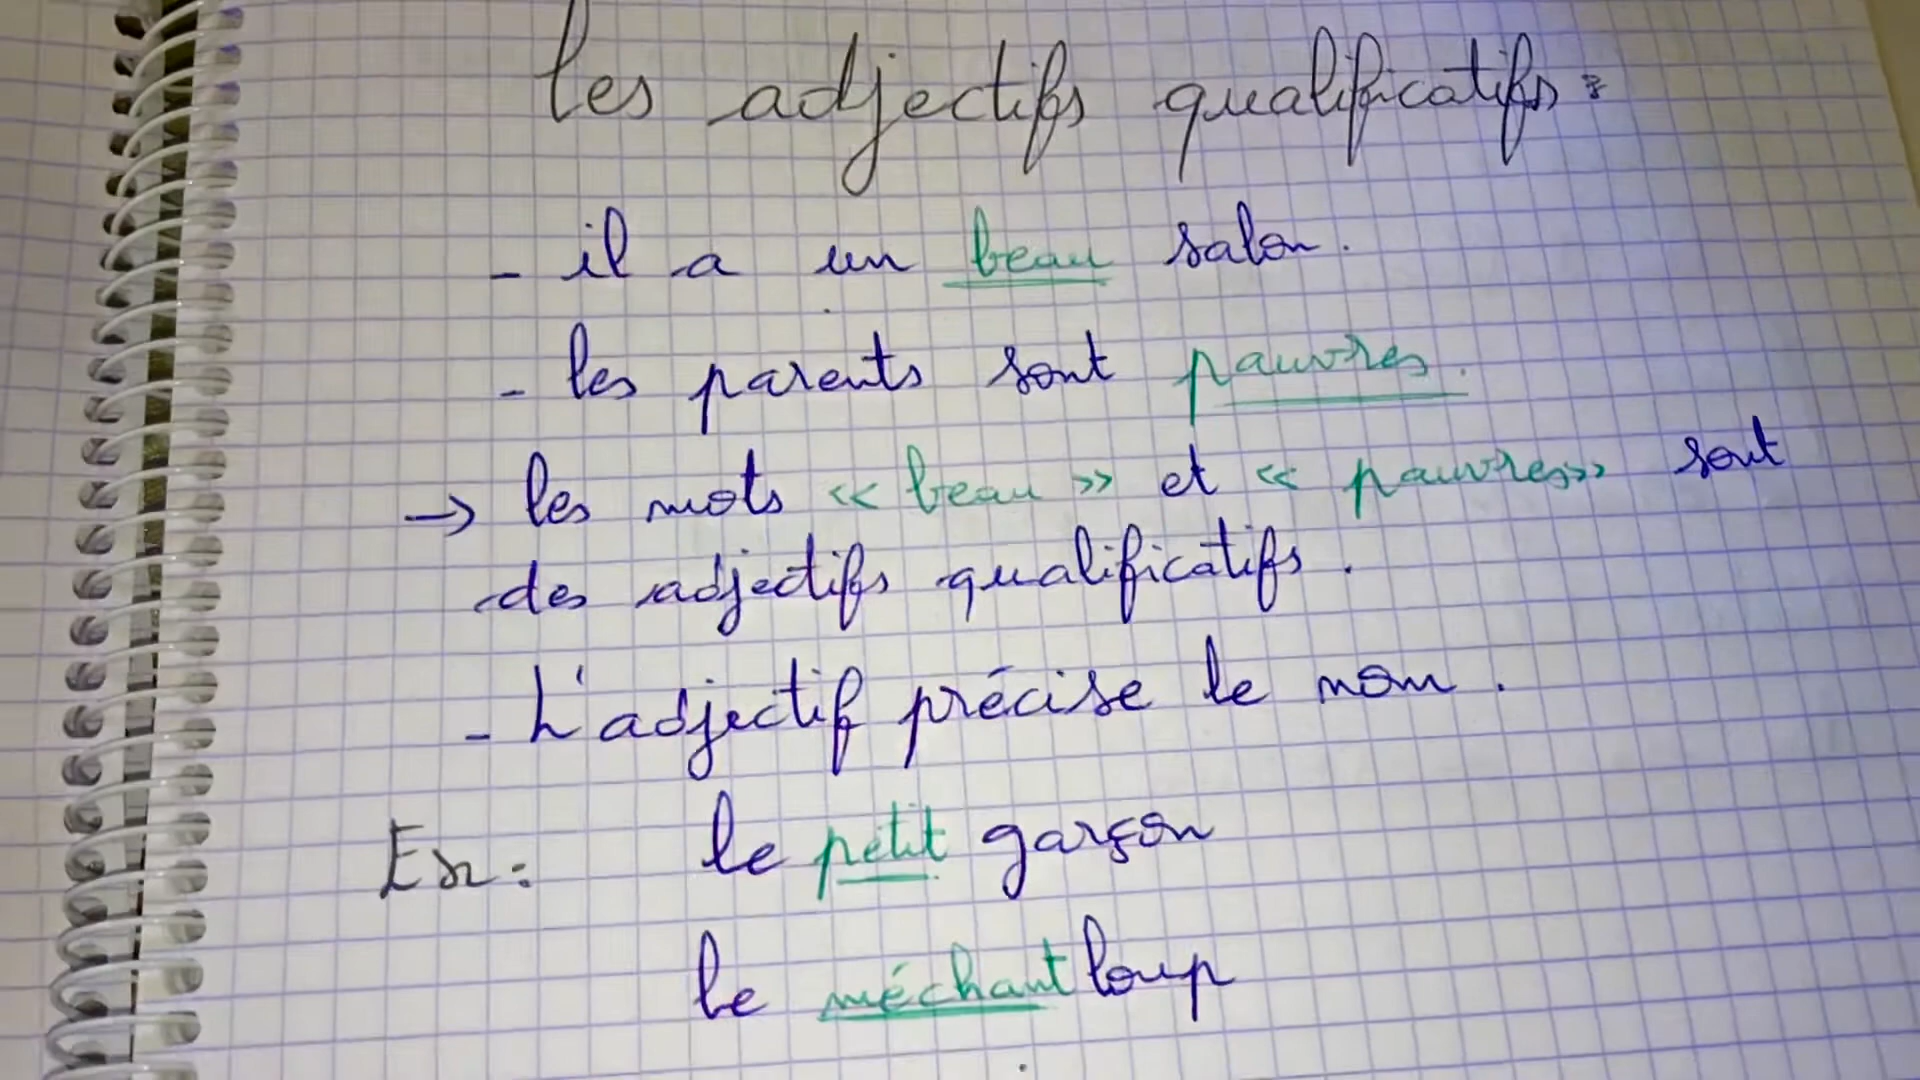 Les adjectifs qualificatifs :
- il a un beau salon.
- les parents sont pauvres.
→ les mots « beau » et « pauvres » sont
des adjectifs qualificatifs.
- L'adjectif précise le nom.
Ex : le petit garçon
le méchant loup